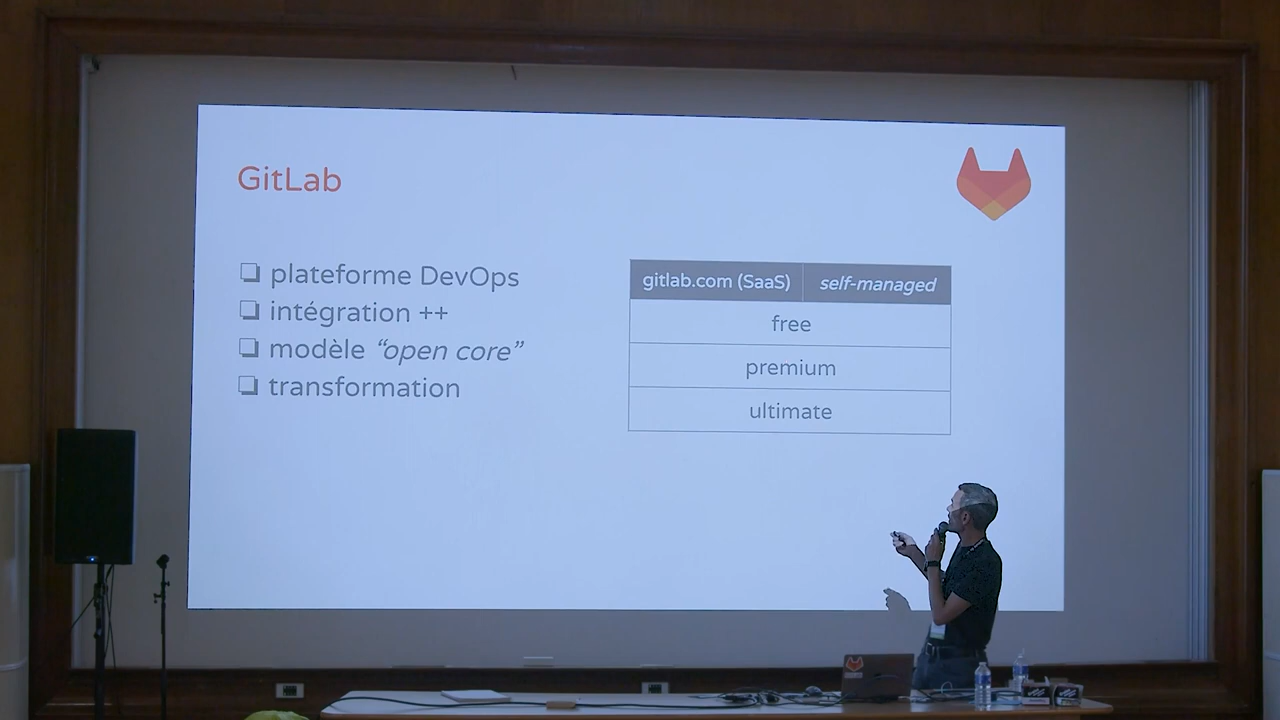 GitLab
❏ plateforme DevOps
❏ intégration ++
❏ modèle “open core”
❏ transformation
gitlab.com (SaaS) self-managed
free
premium
ultimate